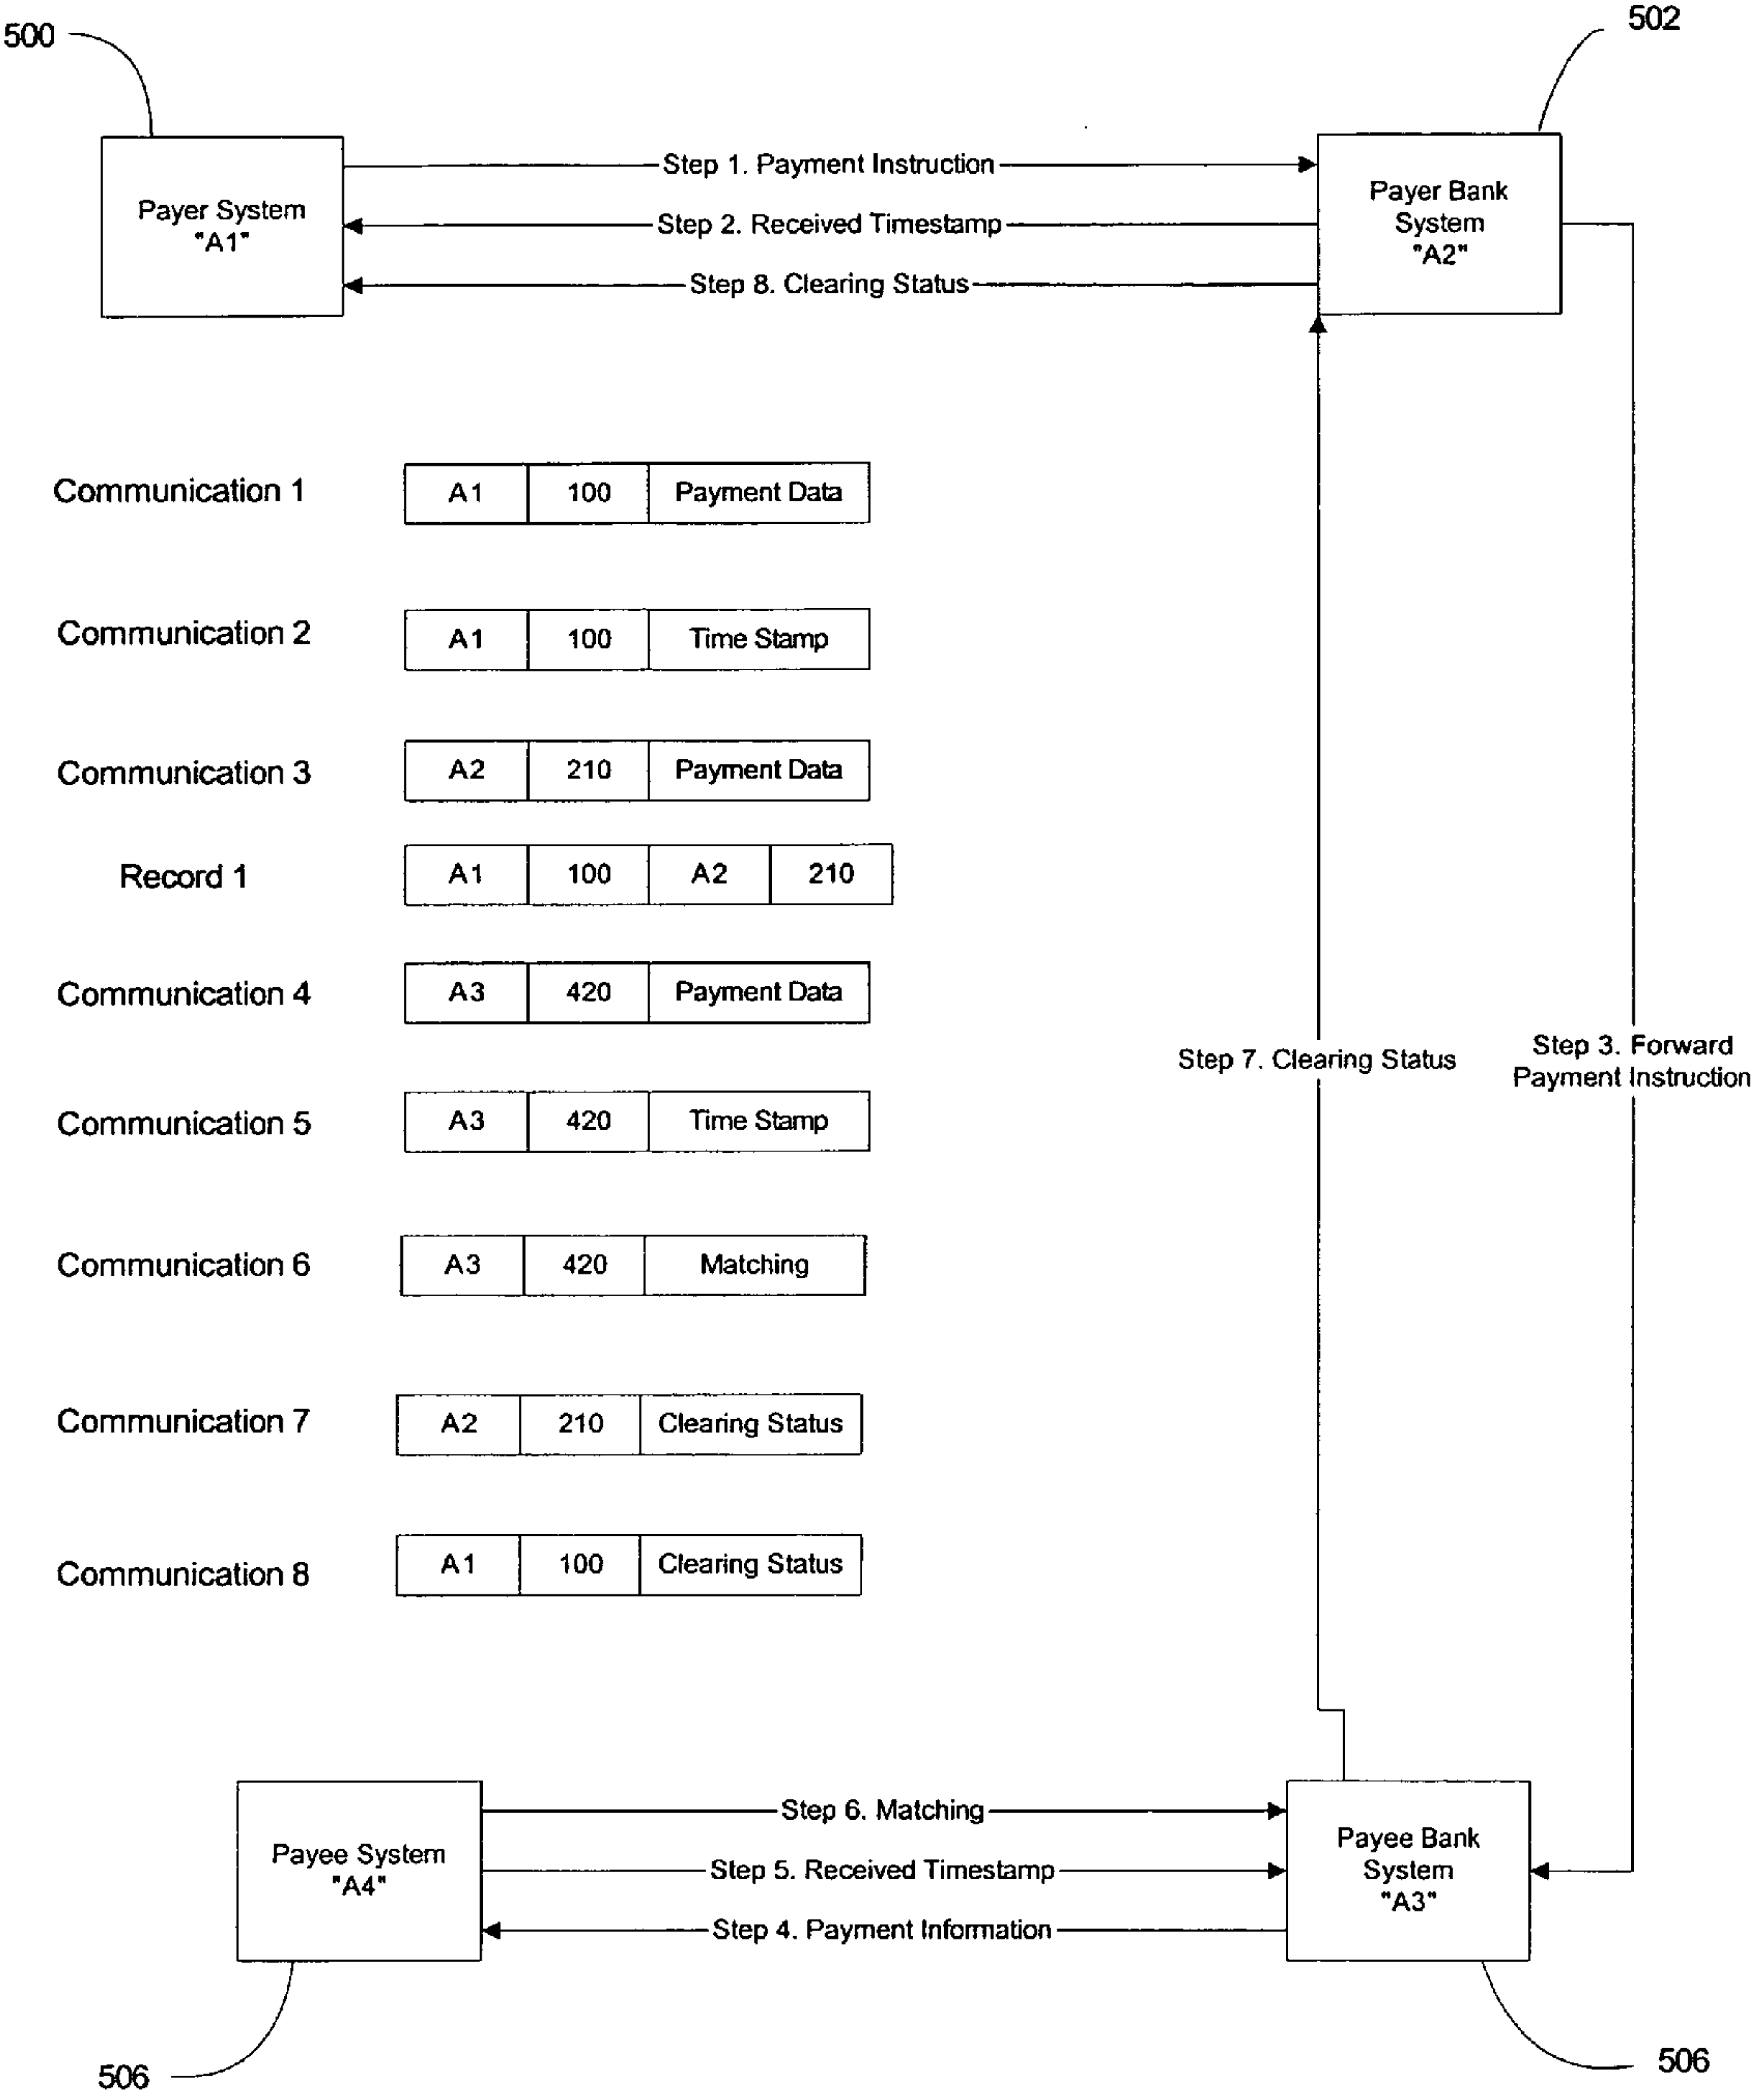 500
502
Payer System
"A1"
Step 1. Payment Instruction
Step 2. Received Timestamp
Step 8. Clearing Status
Payer Bank
System
"A2"
Communication 1
A1 100 Payment Data
Communication 2
A1 100 Time Stamp
Communication 3
A2 210 Payment Data
Record 1
A1 100 A2 210
Communication 4
A3 420 Payment Data
Step 7. Clearing Status
Step 3. Forward
Payment Instruction
Communication 5
A3 420 Time Stamp
Communication 6
A3 420 Matching
Communication 7
A2 210 Clearing Status
Communication 8
A1 100 Clearing Status
Payee System
"A4"
Step 6. Matching
Step 5. Received Timestamp
Step 4. Payment Information
Payee Bank
System
"A3"
506
506